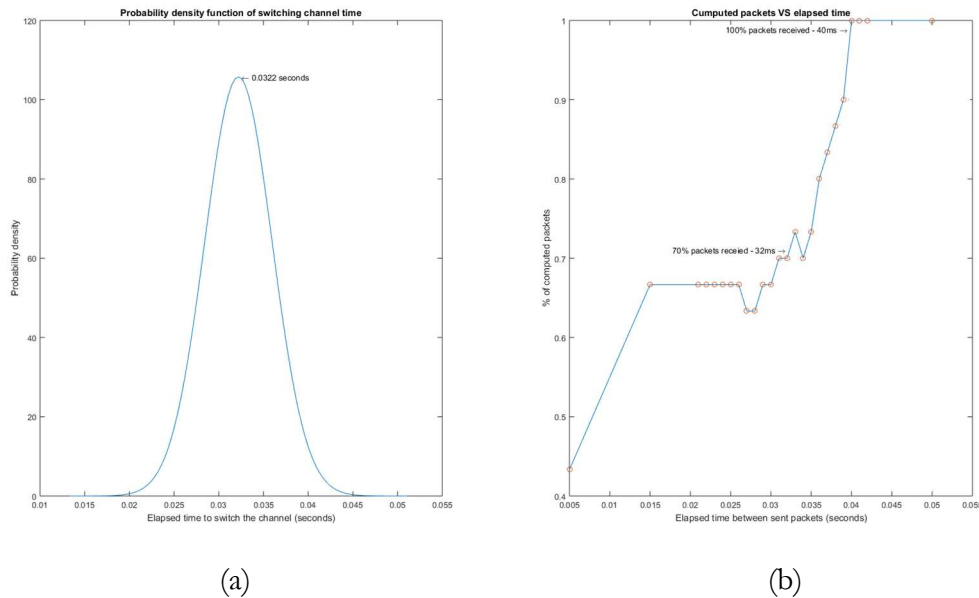 Probability density function of switching channel time
120
100
80
60
40
20
0
Probability density
← 0.0322 seconds
0.01 0.015 0.02 0.025 0.03 0.035 0.04 0.045 0.05 0.055
Elapsed time to switch the channel (seconds)
(a)
Cumputed packets VS elapsed time
1
0.9
0.8
0.7
0.6
0.5
0.4
% of computed packets
100% packets received - 40ms →
70% packets receied - 32ms →
0.005 0.01 0.015 0.02 0.025 0.03 0.035 0.04 0.045 0.05 0.055
Elapsed time between sent packets (seconds)
(b)